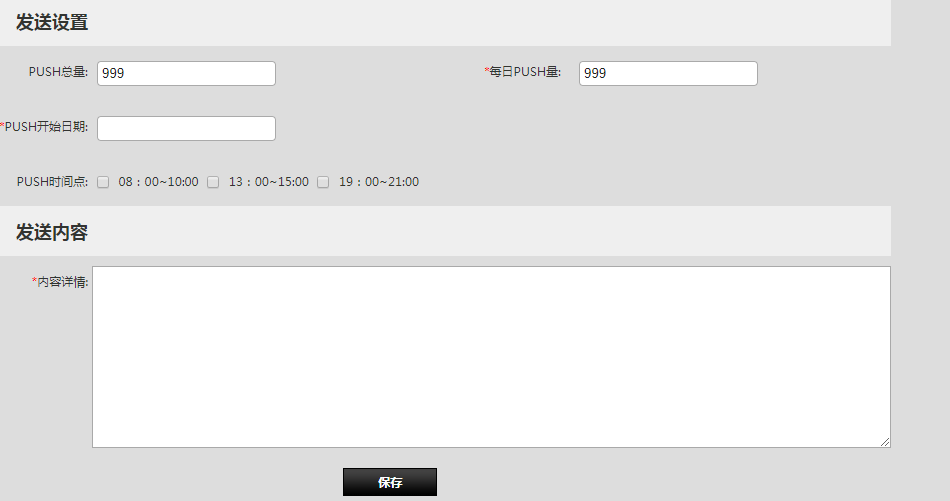 发送设置
PUSH总量: 999 *每日PUSH量: 999
*PUSH开始日期:
PUSH时间点: 08：00~10:00 13：00~15:00 19：00~21:00
发送内容
*内容详情:
保存